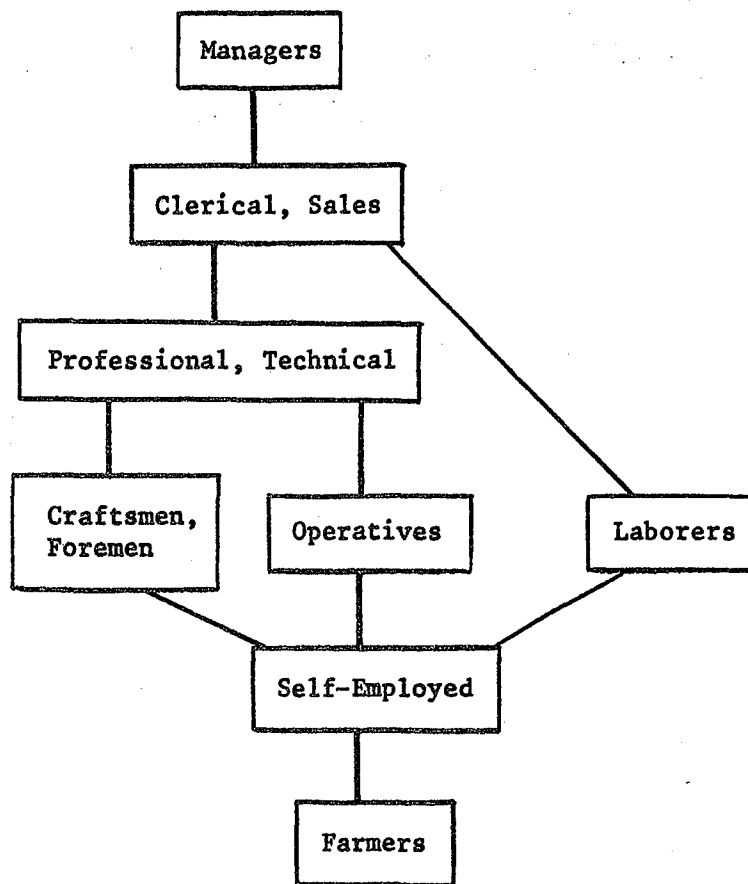 Managers
Clerical, Sales
Professional, Technical
Craftsmen,
Foremen
Operatives
Laborers
Self-Employed
Farmers